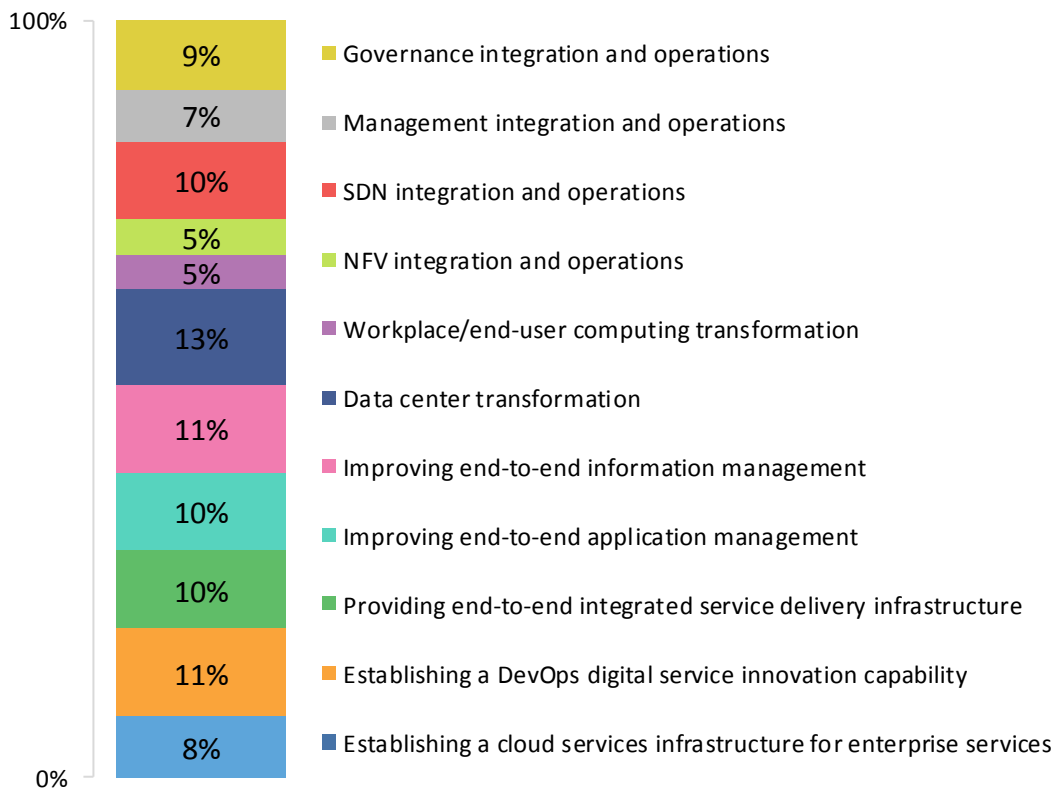 100%
9%
Governance integration and operations
7%
Management integration and operations
10%
SDN integration and operations
5%
NFV integration and operations
5%
Workplace/end-user computing transformation
13%
Data center transformation
11%
Improving end-to-end information management
10%
Improving end-to-end application management
10%
Providing end-to-end integrated service delivery infrastructure
11%
Establishing a DevOps digital service innovation capability
8%
Establishing a cloud services infrastructure for enterprise services
0%